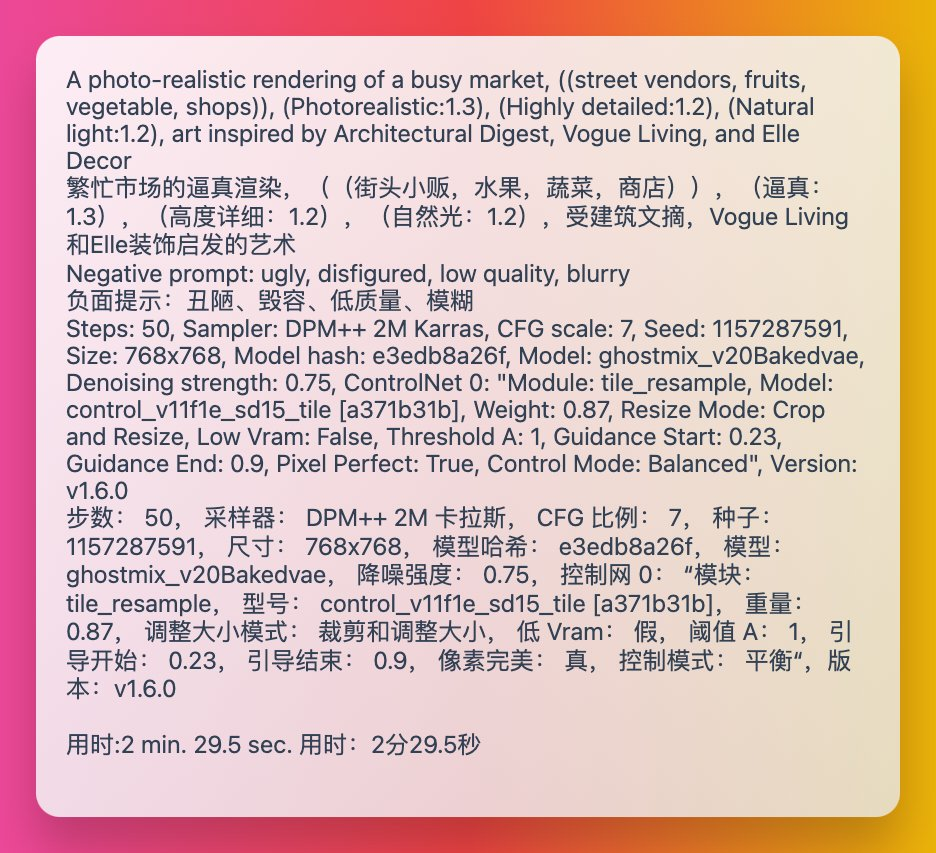 A photo-realistic rendering of a busy market, ((street vendors, fruits,
vegetable, shops)), (Photorealistic:1.3), (Highly detailed:1.2), (Natural
light:1.2), art inspired by Architectural Digest, Vogue Living, and Elle
Decor
繁忙市场的逼真渲染，（（街头小贩，水果，蔬菜，商店）），（逼真：
1.3），（高度详细：1.2），（自然光：1.2），受建筑文摘，Vogue Living
和Elle装饰启发的艺术
Negative prompt: ugly, disfigured, low quality, blurry
负面提示：丑陋、毁容、低质量、模糊
Steps: 50, Sampler: DPM++ 2M Karras, CFG scale: 7, Seed: 1157287591,
Size: 768x768, Model hash: e3edb8a26f, Model: ghostmix_v20Bakedvae,
Denoising strength: 0.75, ControlNet 0: "Module: tile_resample, Model:
control_v11f1e_sd15_tile [a371b31b], Weight: 0.87, Resize Mode: Crop
and Resize, Low Vram: False, Threshold A: 1, Guidance Start: 0.23,
Guidance End: 0.9, Pixel Perfect: True, Control Mode: Balanced", Version:
v1.6.0
步数： 50， 采样器： DPM++ 2M 卡拉斯， CFG 比例： 7， 种子：
1157287591， 尺寸： 768x768， 模型哈希： e3edb8a26f， 模型：
ghostmix_v20Bakedvae， 降噪强度： 0.75， 控制网 0： “模块：
tile_resample， 型号： control_v11f1e_sd15_tile [a371b31b]， 重量：
0.87， 调整大小模式： 裁剪和调整大小， 低 Vram： 假， 阈值 A： 1， 引
导开始： 0.23， 引导结束： 0.9， 像素完美： 真， 控制模式： 平衡“，版
本：v1.6.0
用时:2 min. 29.5 sec. 用时：2分29.5秒